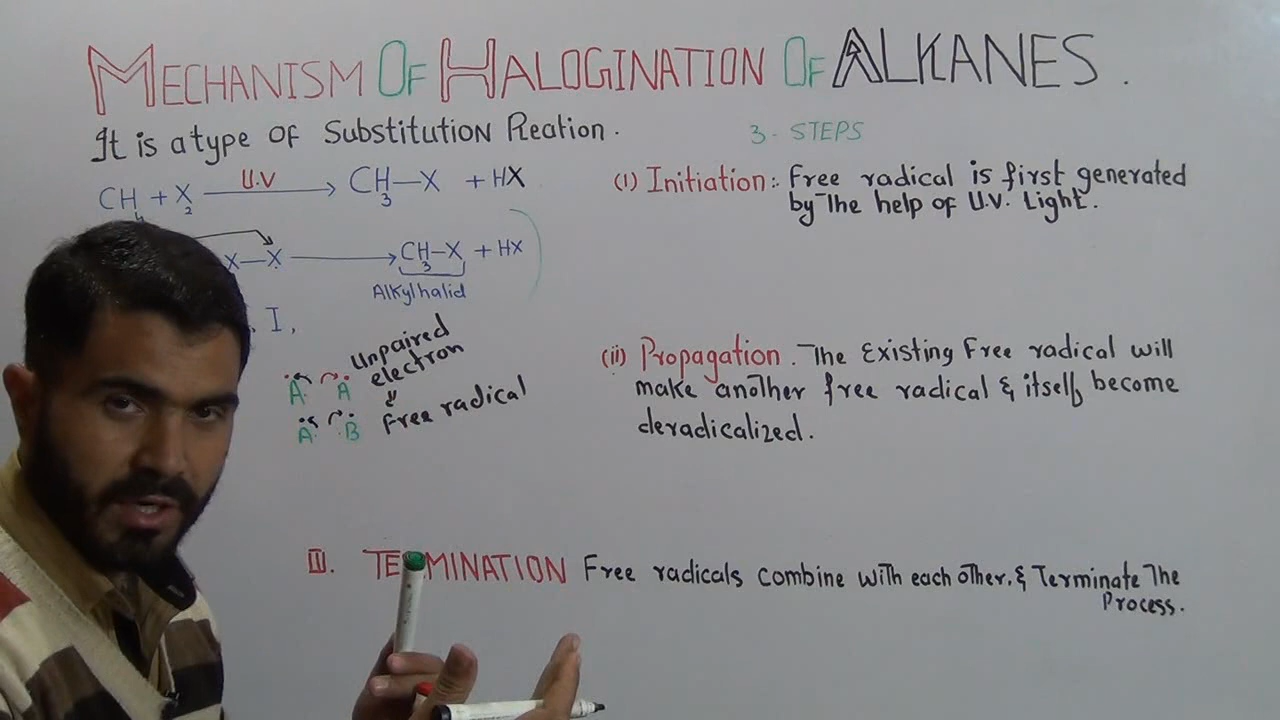 MECHANISM OF HALOGINATION OF ALKANES.
It is a type of Substitution Reation.
CH4 + X2 U.V → CH3—X + HX
X—X → CH3—X + HX
Alkylhalid
I,
A A Unpaired electron
A B Free radical
3- STEPS
(i) Initiation:. Free radical is first generated
by The help of U.V. Light.
(ii) Propagation. The Existing Free radical will
make another free radical & itself become
deradicalized.
III. TERMINATION Free radicals combine with each other, & Terminate The
Process.